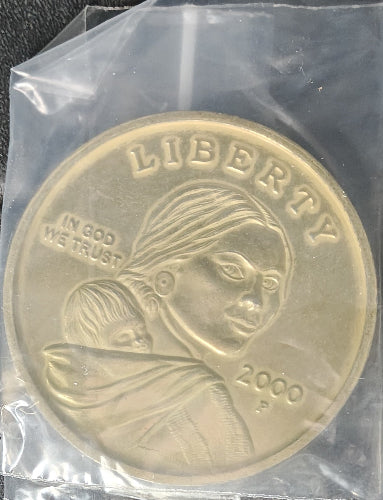 LIBERTY
IN GOD
WE TRUST
2000
P